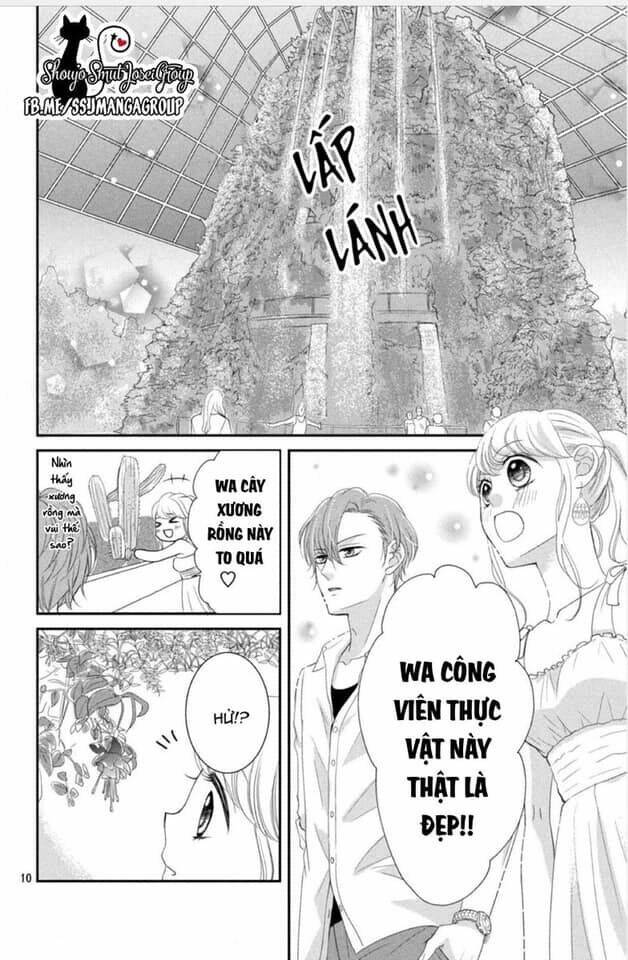 Shoujo Smut Josei Group
FB.ME/SSJMANGAGROUP
LẤP
LÁNH
WA CÔNG
VIÊN THỰC
VẬT NÀY
THẬT LÀ
ĐẸP!!
WA CÂY
XƯƠNG
RỒNG NÀY
TO QUÁ
♡
Nhìn
thấy
xương
rồng mà
vui thế
sao?
HỬ!?
10